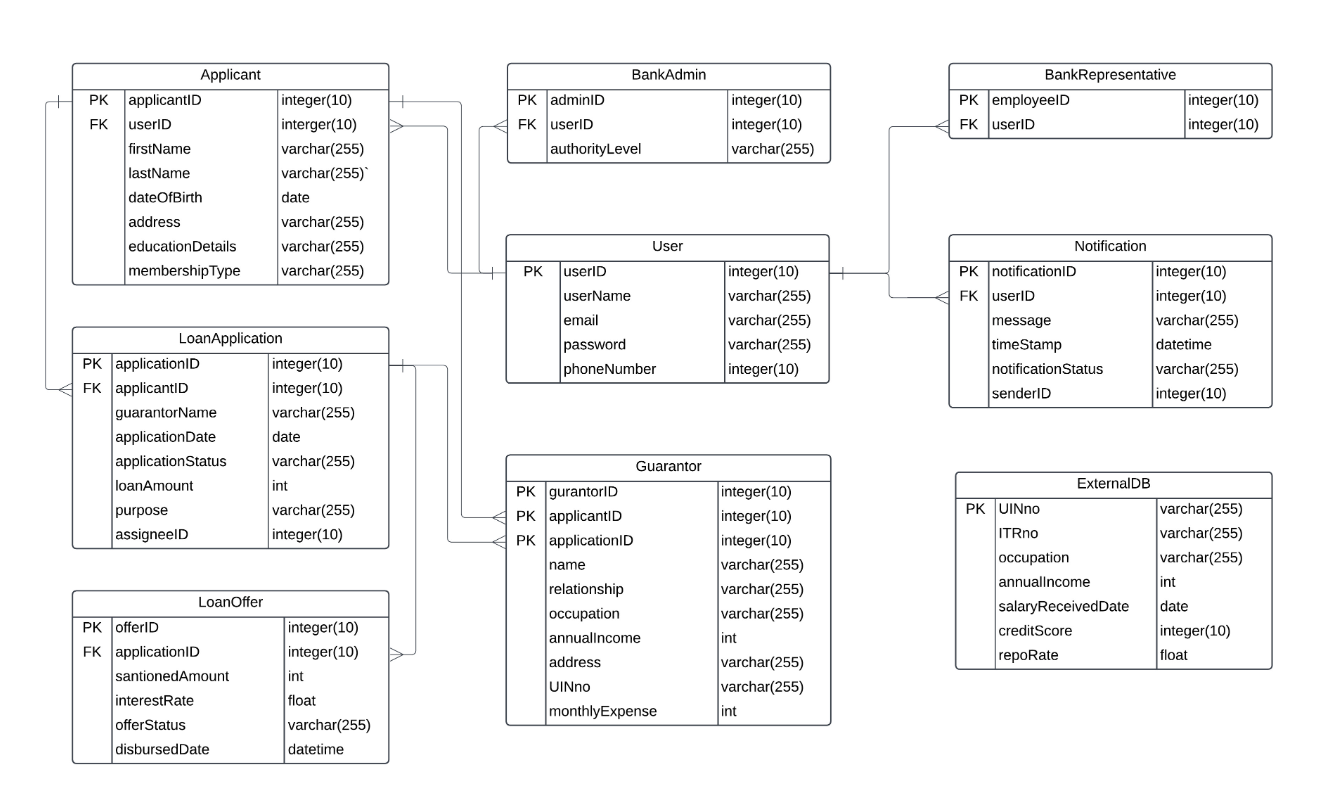 Applicant
PK applicantID integer(10)
FK userID interger(10)
firstName varchar(255)
lastName varchar(255)`
dateOfBirth date
address varchar(255)
educationDetails varchar(255)
membershipType varchar(255)
BankAdmin
PK adminID integer(10)
FK userID integer(10)
authorityLevel varchar(255)
BankRepresentative
PK employeeID integer(10)
FK userID integer(10)
User
PK userID integer(10)
userName varchar(255)
email varchar(255)
password varchar(255)
phoneNumber integer(10)
Notification
PK notificationID integer(10)
FK userID integer(10)
message varchar(255)
timeStamp datetime
notificationStatus varchar(255)
senderID integer(10)
LoanApplication
PK applicationID integer(10)
FK applicantID integer(10)
guarantorName varchar(255)
applicationDate date
applicationStatus varchar(255)
loanAmount int
purpose varchar(255)
assigneeID integer(10)
Guarantor
PK gurantorID integer(10)
PK applicantID integer(10)
PK applicationID integer(10)
name varchar(255)
relationship varchar(255)
occupation varchar(255)
annualIncome int
address varchar(255)
UINno varchar(255)
monthlyExpense int
ExternalDB
PK UINno varchar(255)
ITRno varchar(255)
occupation varchar(255)
annualIncome int
salaryReceivedDate date
creditScore integer(10)
repoRate float
LoanOffer
PK offerID integer(10)
FK applicationID integer(10)
santionedAmount int
interestRate float
offerStatus varchar(255)
disbursedDate datetime